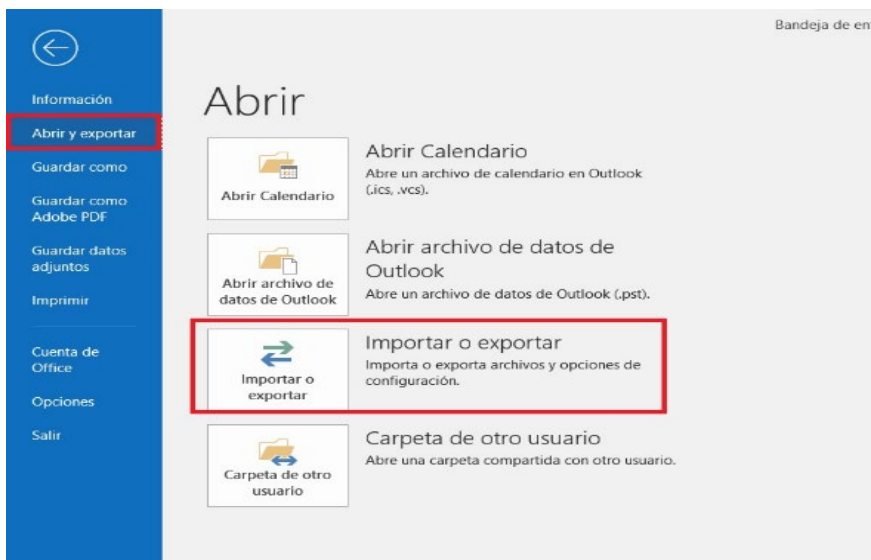 Bandeja de en
Información
Abrir y exportar
Guardar como
Guardar como
Adobe PDF
Guardar datos
adjuntos
Imprimir
Cuenta de
Office
Opciones
Salir
Abrir
Abrir Calendario
Abrir Calendario
Abre un archivo de calendario en Outlook
(.ics, .vcs).
Abrir archivo de
datos de Outlook
Abrir archivo de datos de
Outlook
Abre un archivo de datos de Outlook (.pst).
Importar o
exportar
Importar o exportar
Importa o exporta archivos y opciones de
configuración.
Carpeta de otro
usuario
Carpeta de otro usuario
Abre una carpeta compartida con otro usuario.